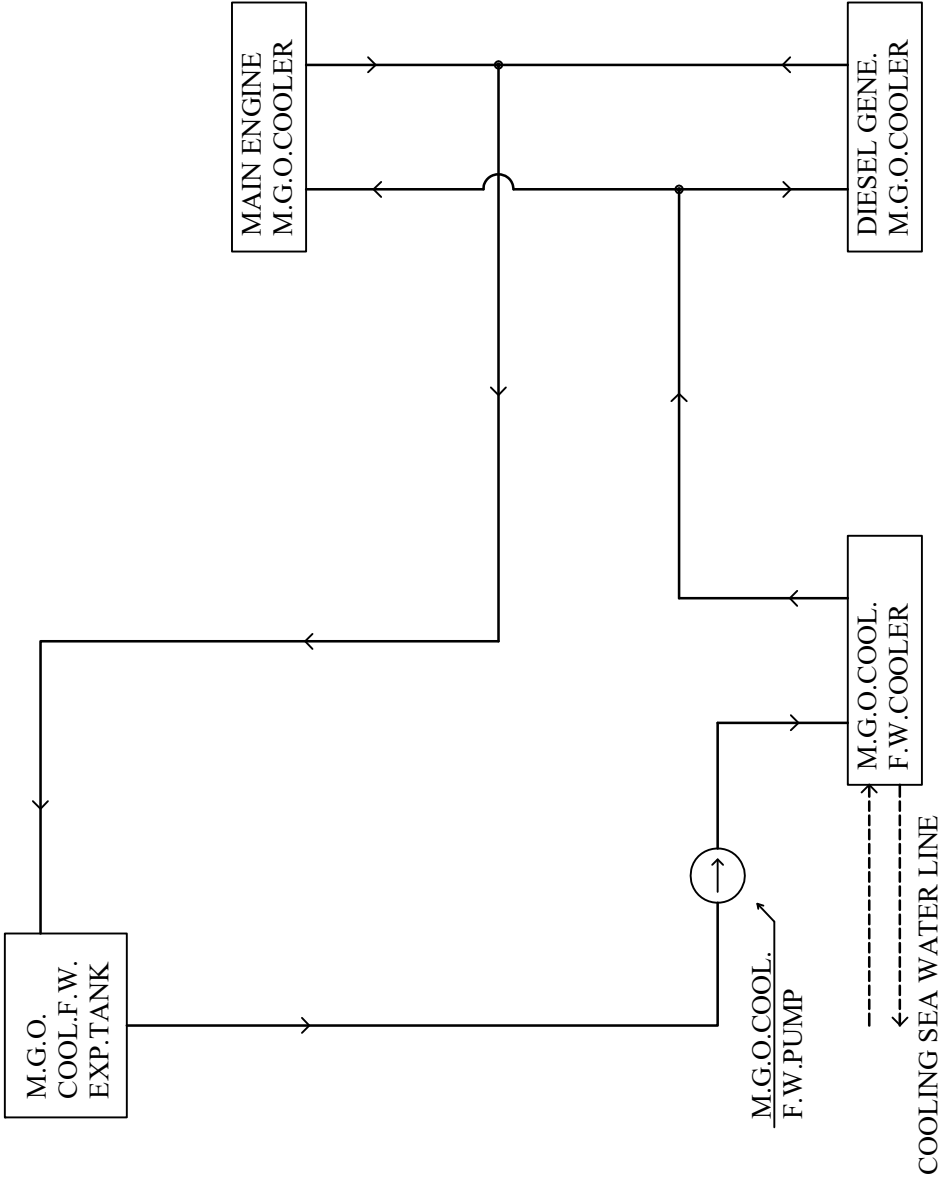 M.G.O.
COOL.F.W.
EXP.TANK
MAIN ENGINE
M.G.O.COOLER
M.G.O.COOL.
F.W.PUMP
M.G.O.COOL.
F.W.COOLER
DIESEL GENE.
M.G.O.COOLER
COOLING SEA WATER LINE